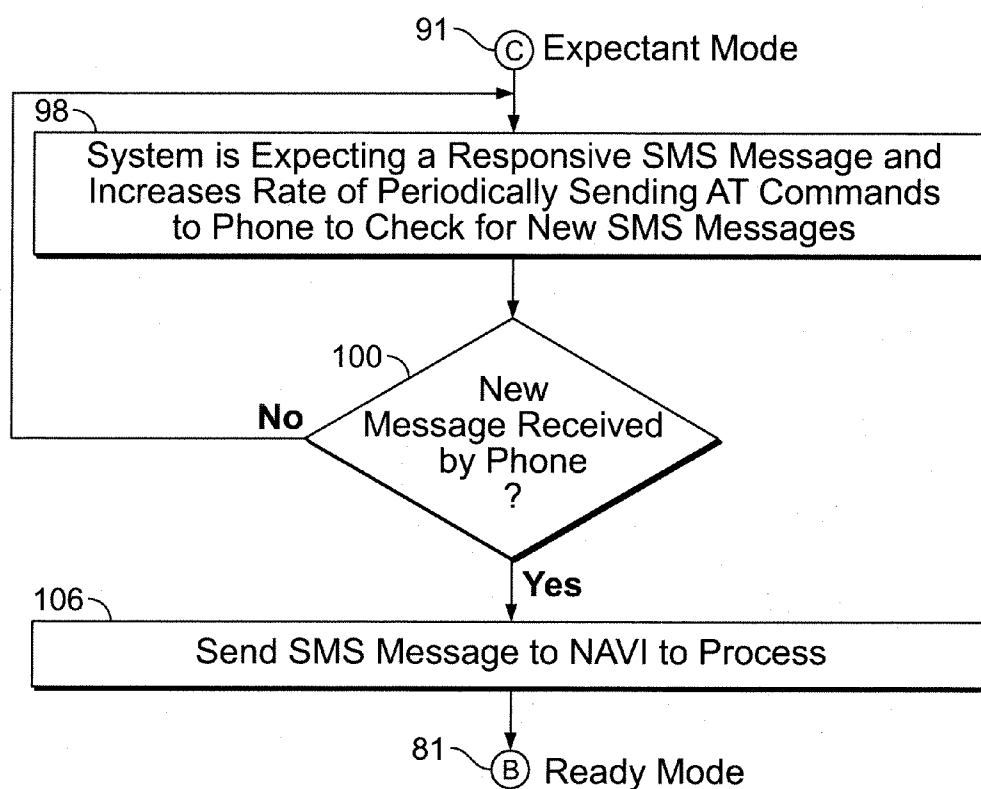 91 C Expectant Mode
98
System is Expecting a Responsive SMS Message and
Increases Rate of Periodically Sending AT Commands
to Phone to Check for New SMS Messages
100
New
Message Received
by Phone
?
No
Yes
106
Send SMS Message to NAVI to Process
81 B Ready Mode